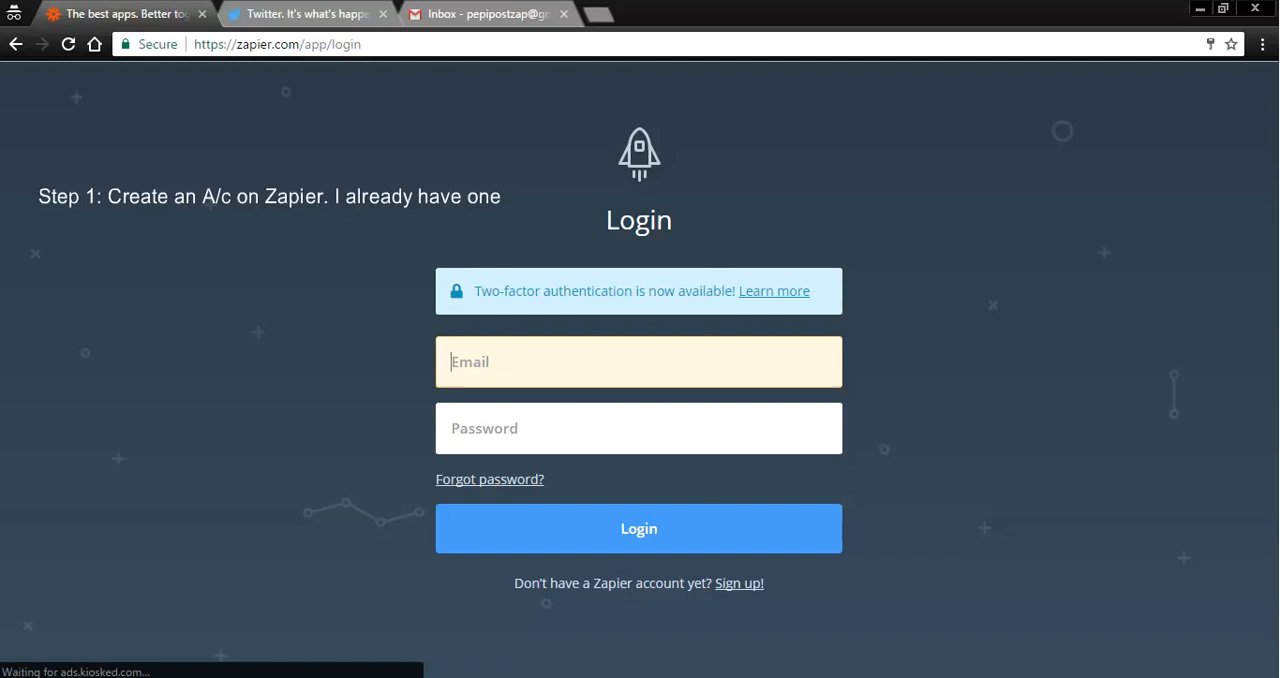 The best apps. Better tog
Twitter. It's what's happe
Inbox - pepipostzap@gm
Secure
https://zapier.com/app/login
Step 1: Create an A/c on Zapier. I already have one
Login
Two-factor authentication is now available! Learn more
Email
Password
Forgot password?
Login
Don't have a Zapier account yet? Sign up!
Waiting for ads.kiosked.com...